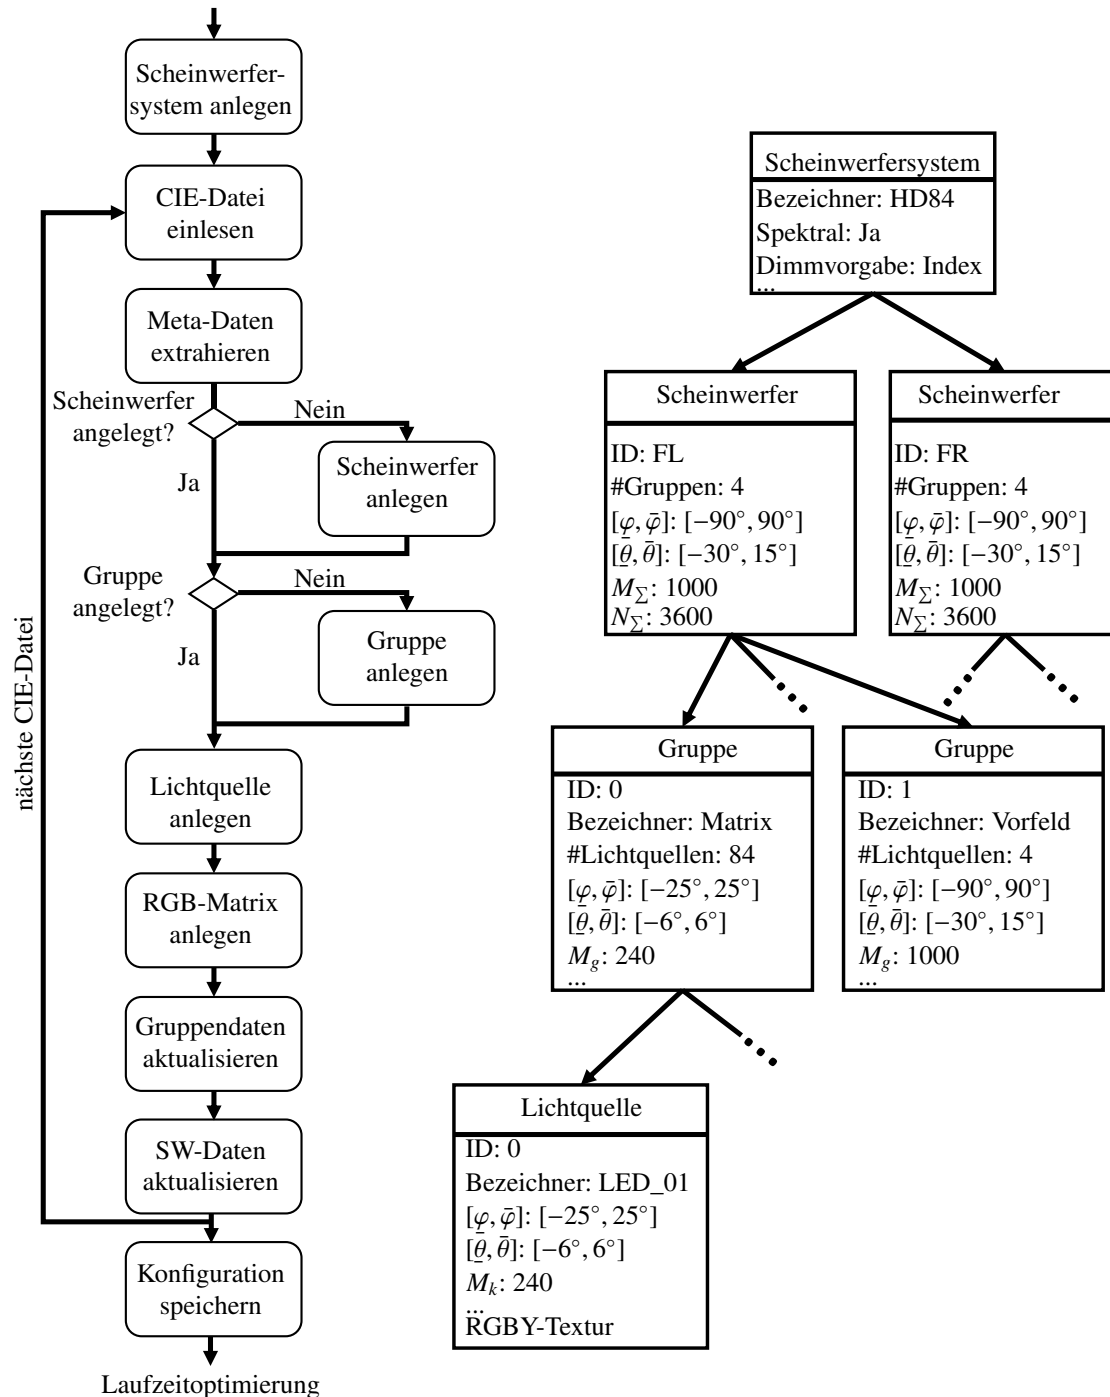 Scheinwerfer-
system anlegen
CIE-Datei
einlesen
Meta-Daten
extrahieren
Scheinwerfer
angelegt?
Nein
Ja
Scheinwerfer
anlegen
Gruppe
angelegt?
Nein
Ja
Gruppe
anlegen
nächste CIE-Datei
Lichtquelle
anlegen
RGB-Matrix
anlegen
Gruppendaten
aktualisieren
SW-Daten
aktualisieren
Konfiguration
speichern
Laufzeitoptimierung
Scheinwerfersystem
Bezeichner: HD84
Spektral: Ja
Dimmvorgabe: Index
...
Scheinwerfer
ID: FL
#Gruppen: 4
[φ̱, φ̄]: [−90°, 90°]
[θ̱, θ̄]: [−30°, 15°]
M_Σ: 1000
N_Σ: 3600
Scheinwerfer
ID: FR
#Gruppen: 4
[φ̱, φ̄]: [−90°, 90°]
[θ̱, θ̄]: [−30°, 15°]
M_Σ: 1000
N_Σ: 3600
Gruppe
ID: 0
Bezeichner: Matrix
#Lichtquellen: 84
[φ̱, φ̄]: [−25°, 25°]
[θ̱, θ̄]: [−6°, 6°]
M_g: 240
...
Gruppe
ID: 1
Bezeichner: Vorfeld
#Lichtquellen: 4
[φ̱, φ̄]: [−90°, 90°]
[θ̱, θ̄]: [−30°, 15°]
M_g: 1000
...
Lichtquelle
ID: 0
Bezeichner: LED_01
[φ̱, φ̄]: [−25°, 25°]
[θ̱, θ̄]: [−6°, 6°]
M_k: 240
...
RGBY-Textur